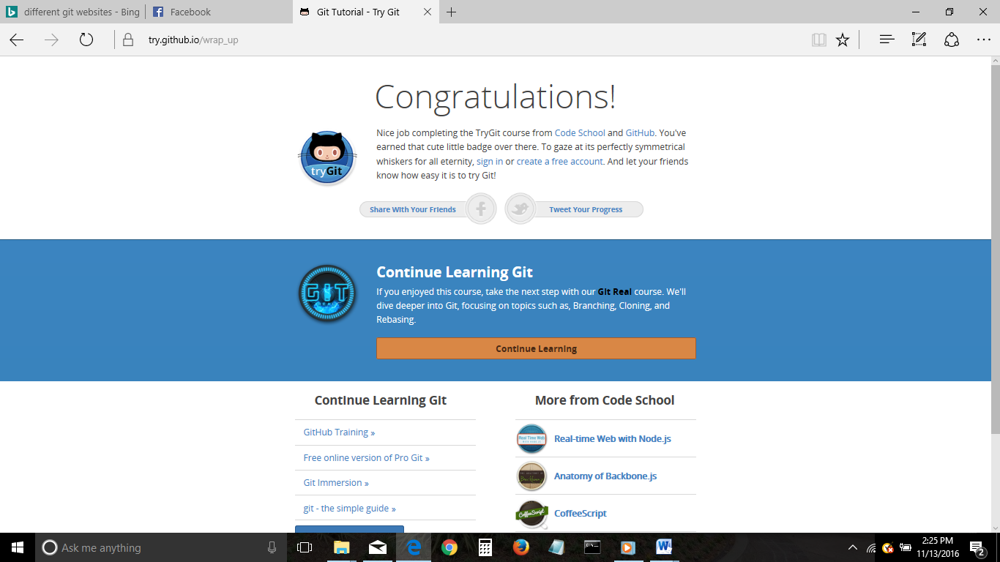 different git websites - Bing
Facebook
Git Tutorial - Try Git
try.github.io/wrap_up
Congratulations!
Nice job completing the TryGit course from Code School and GitHub. You've
earned that cute little badge over there. To gaze at its perfectly symmetrical
whiskers for all eternity, sign in or create a free account. And let your friends
know how easy it is to try Git!
tryGit
Share With Your Friends
Tweet Your Progress
GIT
REAL
Continue Learning Git
If you enjoyed this course, take the next step with our Git Real course. We'll
dive deeper into Git, focusing on topics such as, Branching, Cloning, and
Rebasing.
Continue Learning
Continue Learning Git
GitHub Training »
Free online version of Pro Git »
Git Immersion »
git - the simple guide »
More from Code School
Real Time Web
Real-time Web with Node.js
Anatomy of Backbone.js
CoffeeScript
CoffeeScript
Ask me anything
2:25 PM
11/13/2016
2